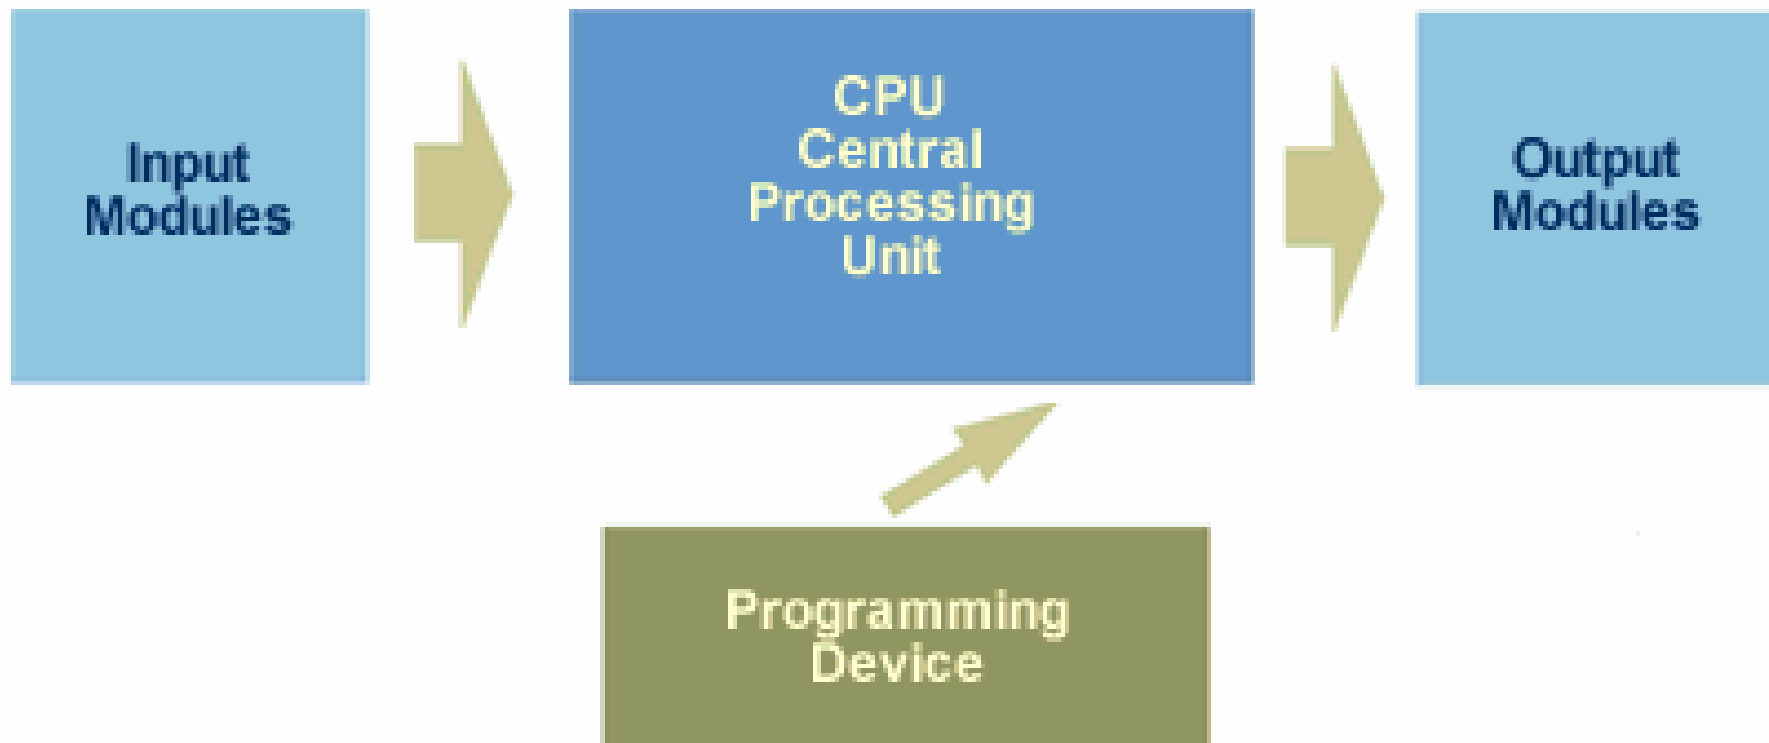 Input
Modules
CPU
Central
Processing
Unit
Output
Modules
Programming
Device